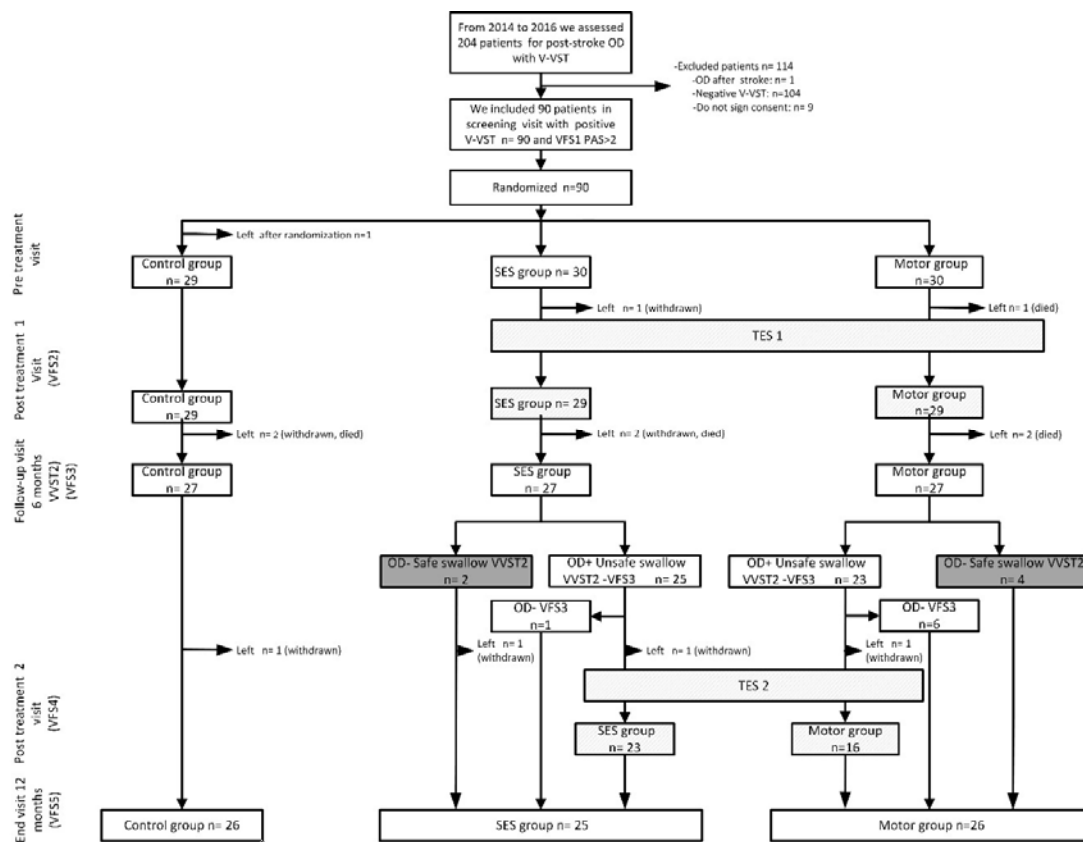 From 2014 to 2016 we assessed
204 patients for post-stroke OD
with V-VST
-Excluded patients n= 114
-OD after stroke: n= 1
-Negative V-VST: n=104
-Do not sign consent: n= 9
We included 90 patients in
screening visit with positive
V-VST n= 90 and VFS1 PAS>2
Randomized n=90
Pre treatment
visit
Left after randomization n=1
Control group
n= 29
SES group n= 30
Motor group
n=30
Left n= 1 (withdrawn)
Left n= 1 (died)
TES 1
Post treatment 1
Visit
(VFS2)
Control group
n=29
SES group n= 29
Motor group
n=29
Left n= 2 (withdrawn, died)
Left n= 2 (withdrawn, died)
Left n= 2 (died)
Follow-up visit
6 months
VVST2)
(VFS3)
Control group
n= 27
SES group
n= 27
Motor group
n=27
OD- Safe swallow VVST2
n= 2
OD+ Unsafe swallow
VVST2 -VFS3 n= 25
OD+ Unsafe swallow
VVST2 -VFS3 n= 23
OD- Safe swallow VVST2
n= 4
OD- VFS3
n=1
OD- VFS3
n=6
Left n= 1 (withdrawn)
Left n= 1
(withdrawn)
Left n= 1 (withdrawn)
Left n= 1
(withdrawn)
TES 2
Post treatment 2
visit
(VFS4)
SES group
n= 23
Motor group
n=16
End visit 12
months
(VFS5)
Control group n= 26
SES group n= 25
Motor group n=26